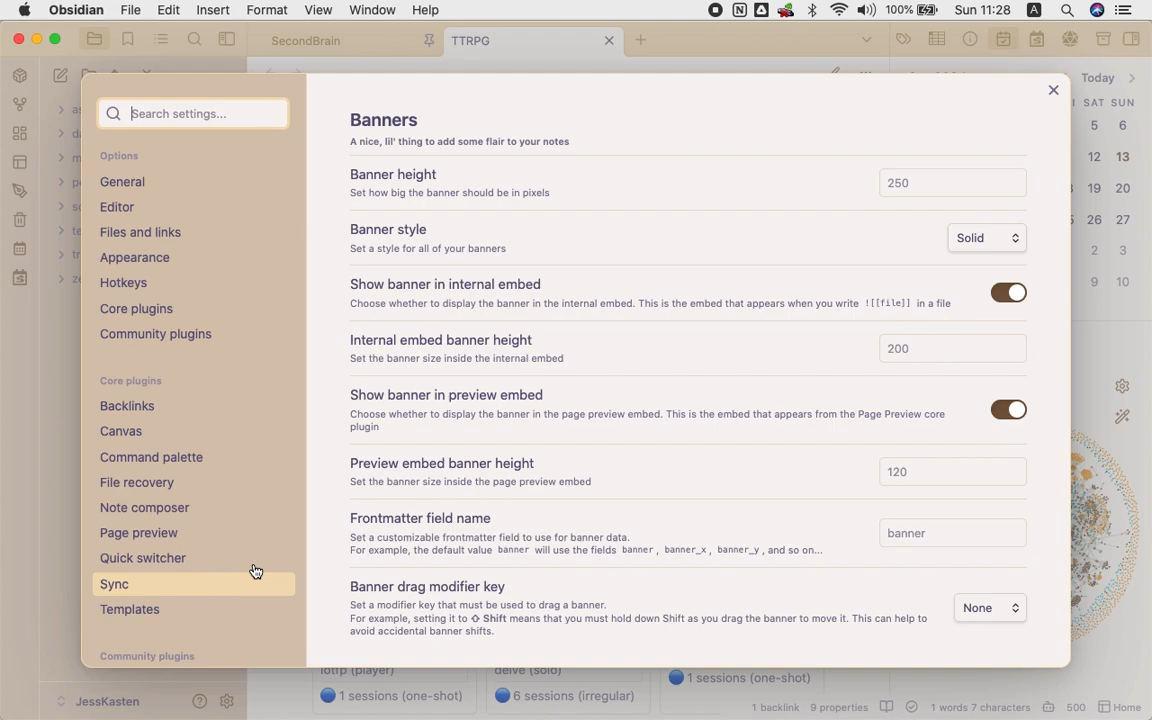 Obsidian File Edit Insert Format View Window Help 100% Sun 11:28 A
SecondBrain TTRPG
Today
SAT SUN
5 6
12 13
19 20
26 27
2 3
9 10
Search settings...
Options
General
Editor
Files and links
Appearance
Hotkeys
Core plugins
Community plugins
Core plugins
Backlinks
Canvas
Command palette
File recovery
Note composer
Page preview
Quick switcher
Sync
Templates
Community plugins
Banners
A nice, lil' thing to add some flair to your notes
Banner height
Set how big the banner should be in pixels
250
Banner style
Set a style for all of your banners
Solid
Show banner in internal embed
Choose whether to display the banner in the internal embed. This is the embed that appears when you write ![[file]] in a file
Internal embed banner height
Set the banner size inside the internal embed
200
Show banner in preview embed
Choose whether to display the banner in the page preview embed. This is the embed that appears from the Page Preview core
plugin
Preview embed banner height
Set the banner size inside the page preview embed
120
Frontmatter field name
Set a customizable frontmatter field to use for banner data.
For example, the default value banner will use the fields banner, banner_x, banner_y, and so on...
banner
Banner drag modifier key
Set a modifier key that must be used to drag a banner.
For example, setting it to ⇧ Shift means that you must hold down Shift as you drag the banner to move it. This can help to
avoid accidental banner shifts.
None
lotfp (player) delve (solo)
1 sessions (one-shot) 6 sessions (irregular) 1 sessions (one-shot)
JessKasten
1 backlink 9 properties 1 words 7 characters 500 Home